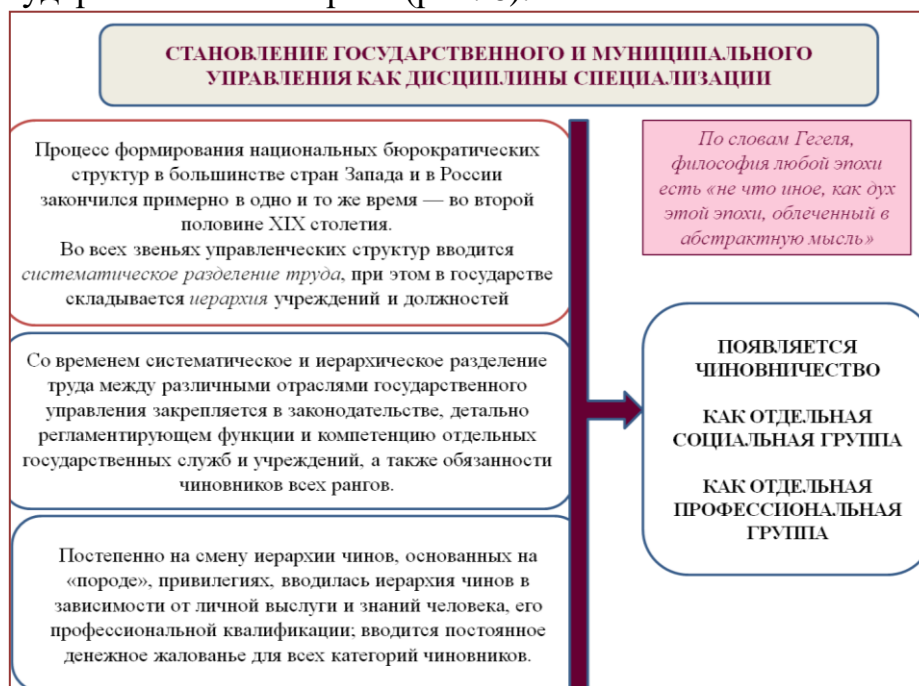 СТАНОВЛЕНИЕ ГОСУДАРСТВЕННОГО И МУНИЦИПАЛЬНОГО
УПРАВЛЕНИЯ КАК ДИСЦИПЛИНЫ СПЕЦИАЛИЗАЦИИ
Процесс формирования национальных бюрократических
структур в большинстве стран Запада и в России
закончился примерно в одно и то же время — во второй
половине XIX столетия.
Во всех звеньях управленческих структур вводится
систематическое разделение труда, при этом в государстве
складывается иерархия учреждений и должностей
Со временем систематическое и иерархическое разделение
труда между различными отраслями государственного
управления закрепляется в законодательстве, детально
регламентирующем функции и компетенцию отдельных
государственных служб и учреждений, а также обязанности
чиновников всех рангов.
Постепенно на смену иерархии чинов, основанных на
«породе», привилегиях, вводилась иерархия чинов в
зависимости от личной выслуги и знаний человека, его
профессиональной квалификации; вводится постоянное
денежное жалованье для всех категорий чиновников.
По словам Гегеля,
философия любой эпохи
есть «не что иное, как дух
этой эпохи, облеченный в
абстрактную мысль»
ПОЯВЛЯЕТСЯ
ЧИНОВНИЧЕСТВО
КАК ОТДЕЛЬНАЯ
СОЦИАЛЬНАЯ ГРУППА
КАК ОТДЕЛЬНАЯ
ПРОФЕССИОНАЛЬНАЯ
ГРУППА